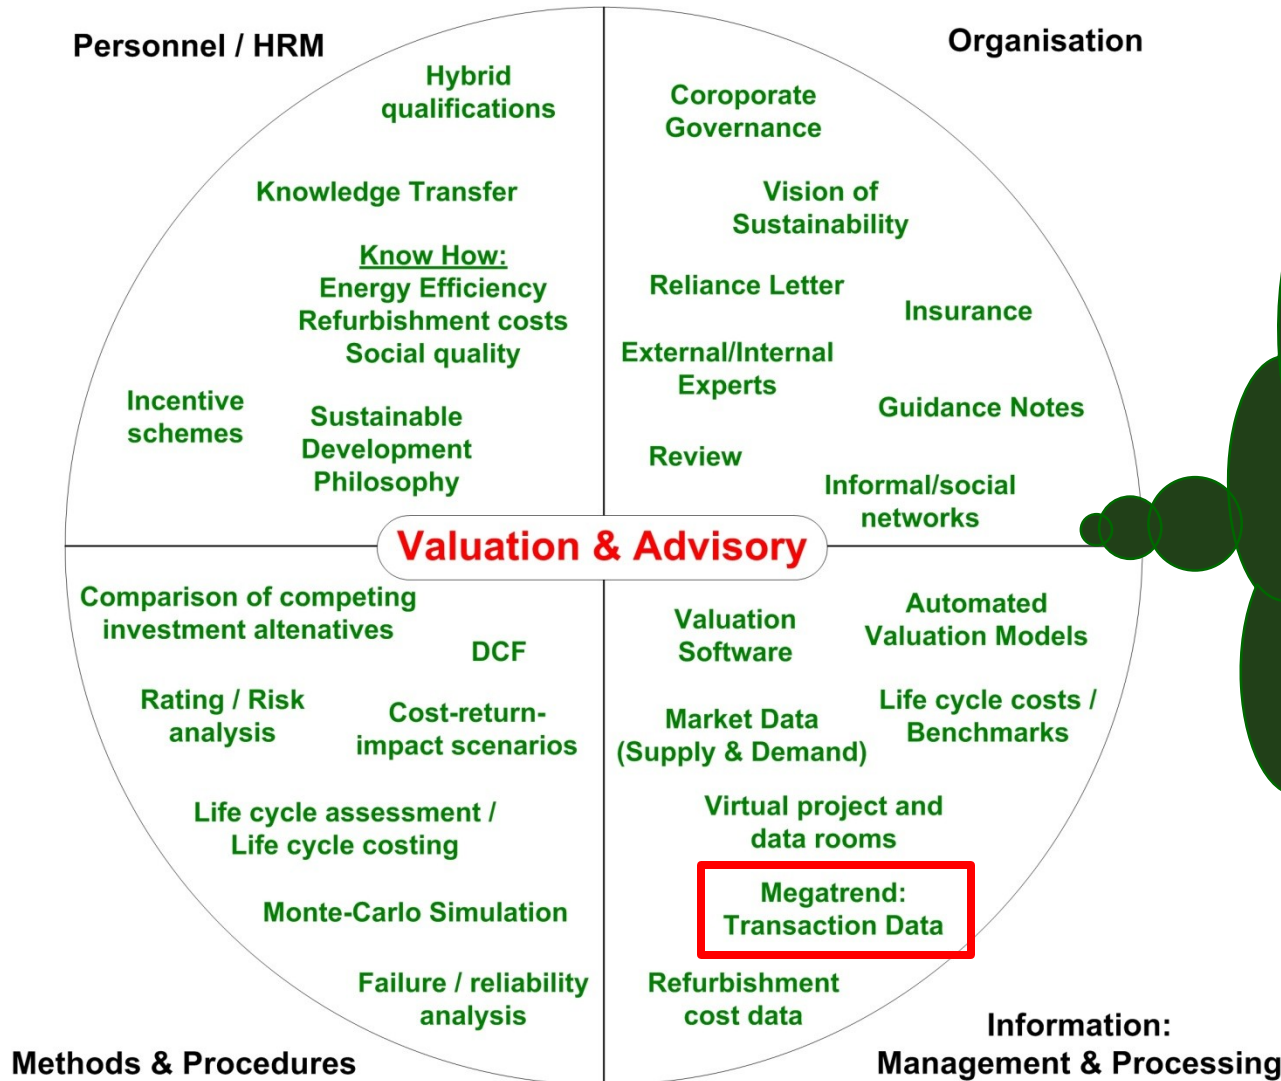 Personnel / HRM
Hybrid
qualifications
Knowledge Transfer
Know How:
Energy Efficiency
Refurbishment costs
Social quality
Incentive
schemes
Sustainable
Development
Philosophy
Organisation
Coroporate
Governance
Vision of
Sustainability
Reliance Letter
Insurance
External/Internal
Experts
Guidance Notes
Review
Informal/social
networks
Valuation & Advisory
Comparison of competing
investment altenatives
DCF
Rating / Risk
analysis
Cost-return-
impact scenarios
Life cycle assessment /
Life cycle costing
Monte-Carlo Simulation
Failure / reliability
analysis
Methods & Procedures
Valuation
Software
Automated
Valuation Models
Market Data
(Supply & Demand)
Life cycle costs /
Benchmarks
Virtual project and
data rooms
Megatrend:
Transaction Data
Refurbishment
cost data
Information:
Management & Processing